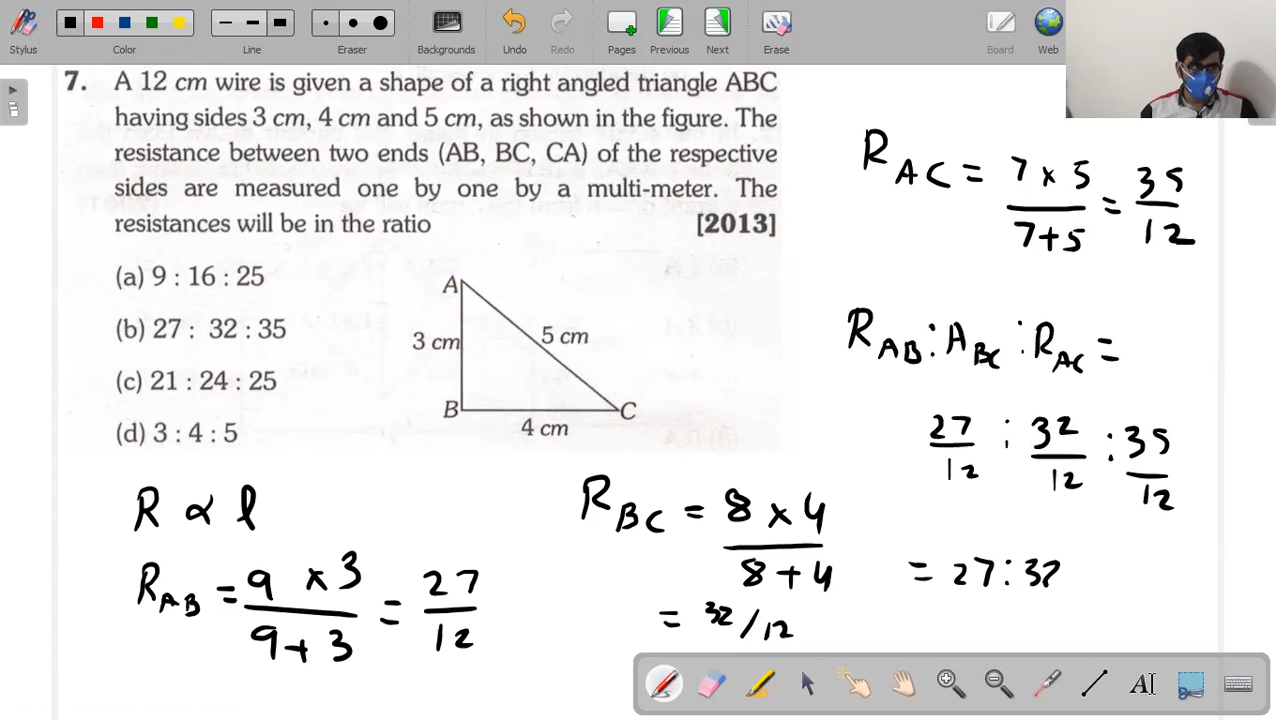 Stylus Color Line Eraser Backgrounds Undo Redo Pages Previous Next Erase Board Web
7. A 12 cm wire is given a shape of a right angled triangle ABC
having sides 3 cm, 4 cm and 5 cm, as shown in the figure. The
resistance between two ends (AB, BC, CA) of the respective
sides are measured one by one by a multi-meter. The
resistances will be in the ratio [2013]
(a) 9 : 16 : 25
(b) 27 : 32 : 35
(c) 21 : 24 : 25
(d) 3 : 4 : 5
A
3 cm
5 cm
B
C
4 cm
R ∝ l
R_AB = 9 × 3 / 9+3 = 27/12
R_BC = 8 × 4 / 8+4
= 32/12
R_AC = 7 × 5 / 7+5 = 35/12
R_AB : A_BC : R_AC =
27/12 : 32/12 : 35/12
= 27 : 32
AI